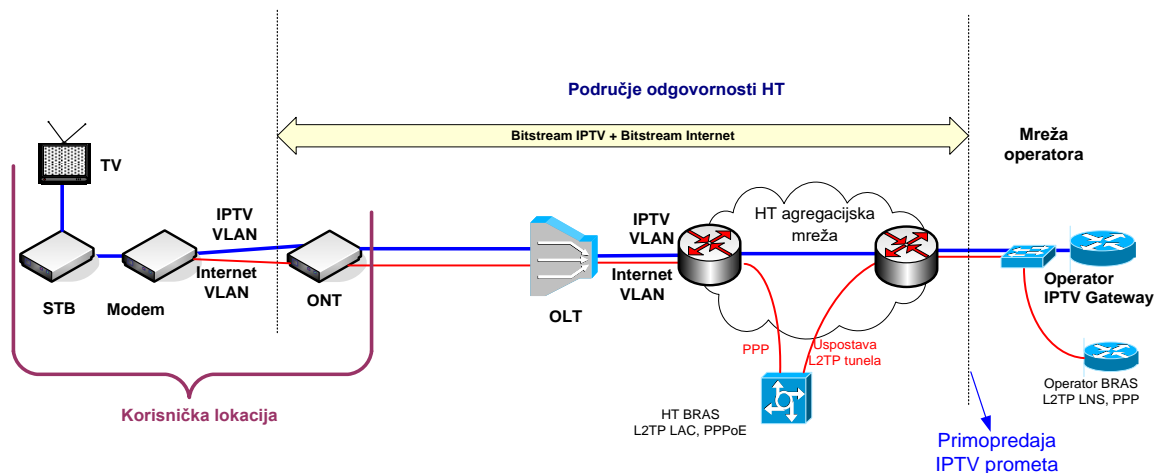 Područje odgovornosti HT
Bitstream IPTV + Bitstream Internet
Mreža
operatora
TV
IPTV
VLAN
Internet
VLAN
STB
Modem
ONT
OLT
IPTV
VLAN
Internet
VLAN
HT agregacijska
mreža
Operator
IPTV Gateway
PPP
Uspostava
L2TP tunela
HT BRAS
L2TP LAC, PPPoE
Operator BRAS
L2TP LNS, PPP
Korisnička lokacija
Primopredaja
IPTV prometa